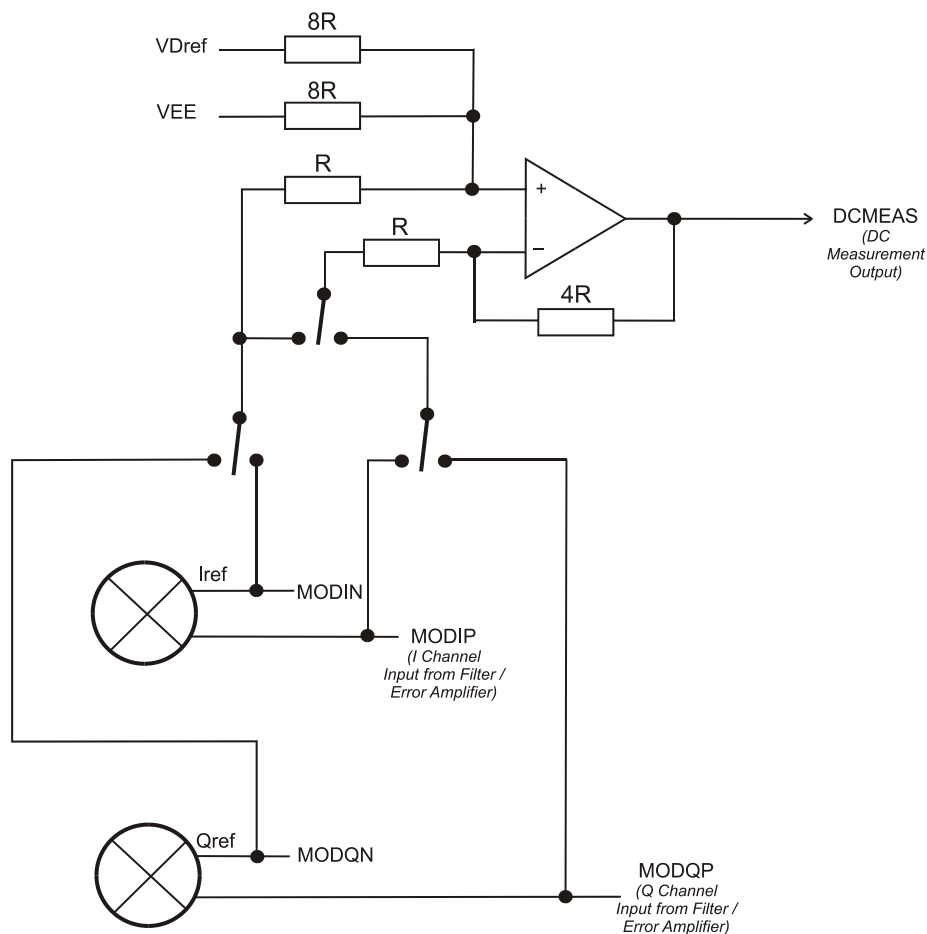 8R
VDref
8R
VEE
R
+
R
−
DCMEAS
(DC
Measurement
Output)
4R
Iref
MODIN
MODIP
(I Channel
Input from Filter /
Error Amplifier)
Qref
MODQN
MODQP
(Q Channel
Input from Filter /
Error Amplifier)